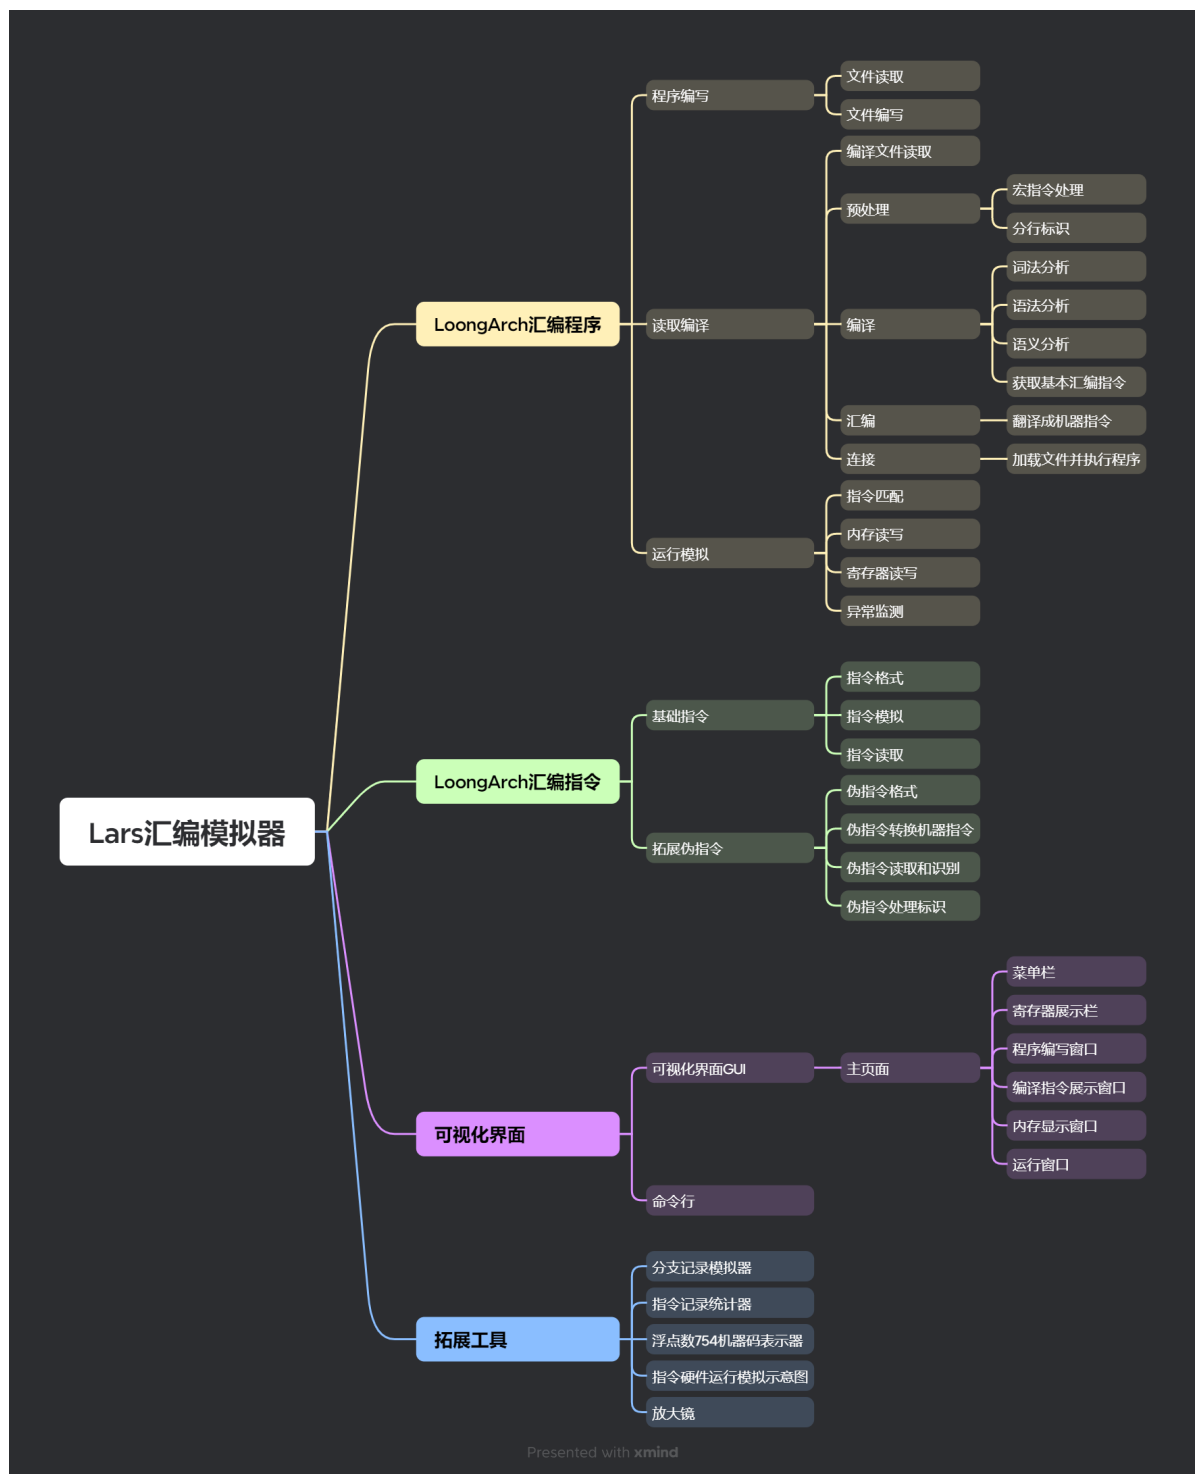 Lars汇编模拟器
LoongArch汇编程序
程序编写
文件读取
文件编写
读取编译
编译文件读取
预处理
宏指令处理
分行标识
编译
词法分析
语法分析
语义分析
获取基本汇编指令
汇编
翻译成机器指令
连接
加载文件并执行程序
运行模拟
指令匹配
内存读写
寄存器读写
异常监测
LoongArch汇编指令
基础指令
指令格式
指令模拟
指令读取
拓展伪指令
伪指令格式
伪指令转换机器指令
伪指令读取和识别
伪指令处理标识
可视化界面
可视化界面GUI
主页面
菜单栏
寄存器展示栏
程序编写窗口
编译指令展示窗口
内存显示窗口
运行窗口
命令行
拓展工具
分支记录模拟器
指令记录统计器
浮点数754机器码表示器
指令硬件运行模拟示意图
放大镜
Presented with xmind